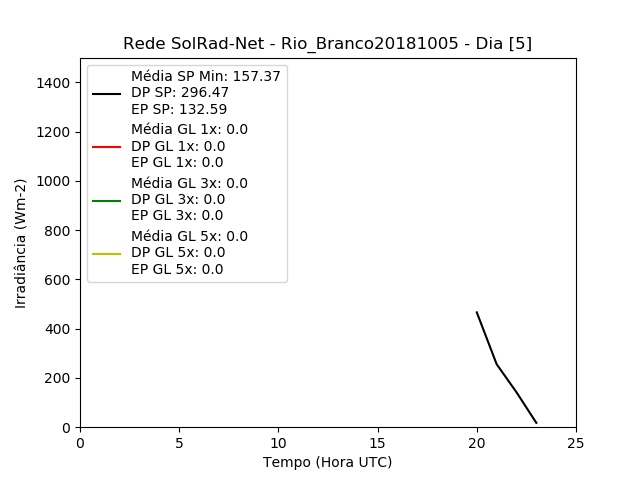 Rede SolRad-Net - Rio_Branco20181005 - Dia [5]
Média SP Min: 157.37
DP SP: 296.47
EP SP: 132.59
Média GL 1x: 0.0
DP GL 1x: 0.0
EP GL 1x: 0.0
Média GL 3x: 0.0
DP GL 3x: 0.0
EP GL 3x: 0.0
Média GL 5x: 0.0
DP GL 5x: 0.0
EP GL 5x: 0.0
Irradiância (Wm-2)
1400
1200
1000
800
600
400
200
0
0 5 10 15 20 25
Tempo (Hora UTC)